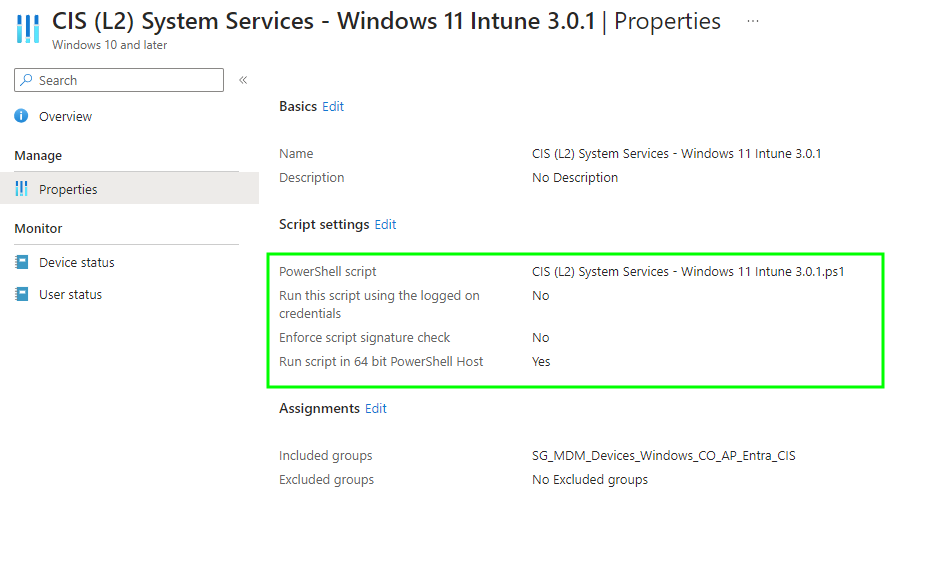 CIS (L2) System Services - Windows 11 Intune 3.0.1 | Properties ...
Windows 10 and later
Search
«
Overview
Manage
Properties
Monitor
Device status
User status
Basics Edit
Name CIS (L2) System Services - Windows 11 Intune 3.0.1
Description No Description
Script settings Edit
PowerShell script CIS (L2) System Services - Windows 11 Intune 3.0.1.ps1
Run this script using the logged on No
credentials
Enforce script signature check No
Run script in 64 bit PowerShell Host Yes
Assignments Edit
Included groups SG_MDM_Devices_Windows_CO_AP_Entra_CIS
Excluded groups No Excluded groups